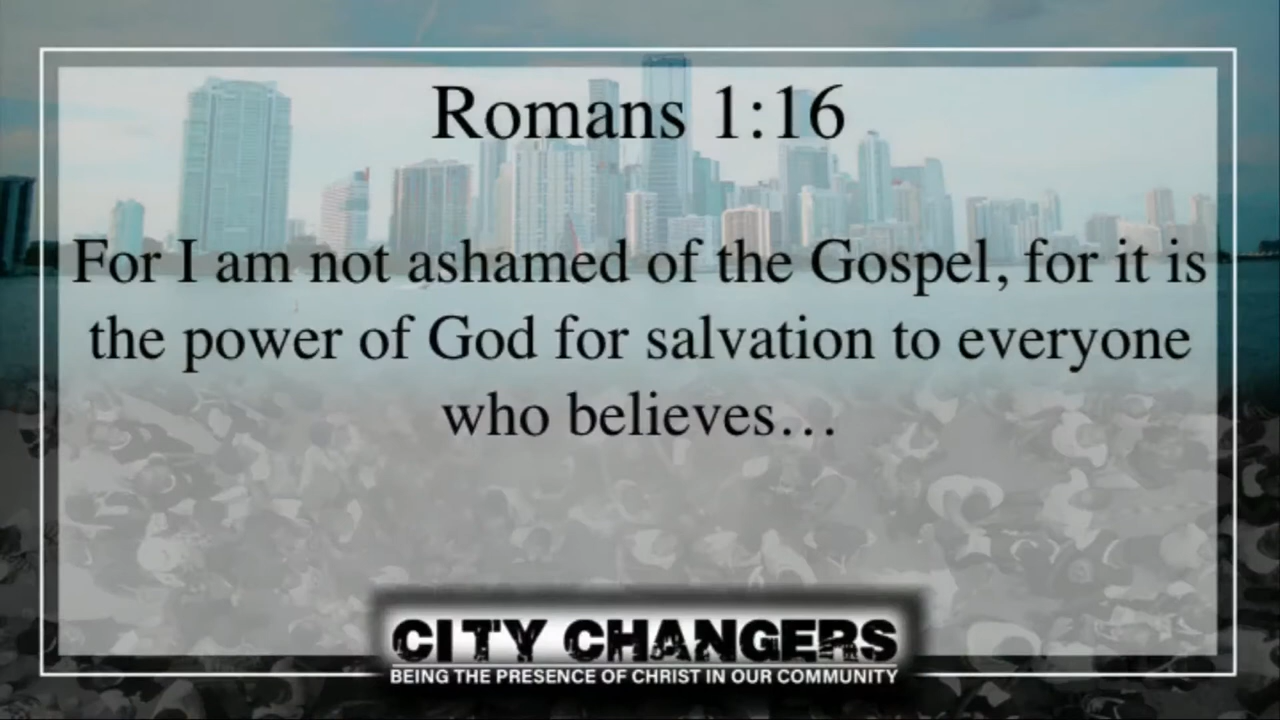 Romans 1:16
For I am not ashamed of the Gospel, for it is
the power of God for salvation to everyone
who believes…
CITY CHANGERS
BEING THE PRESENCE OF CHRIST IN OUR COMMUNITY